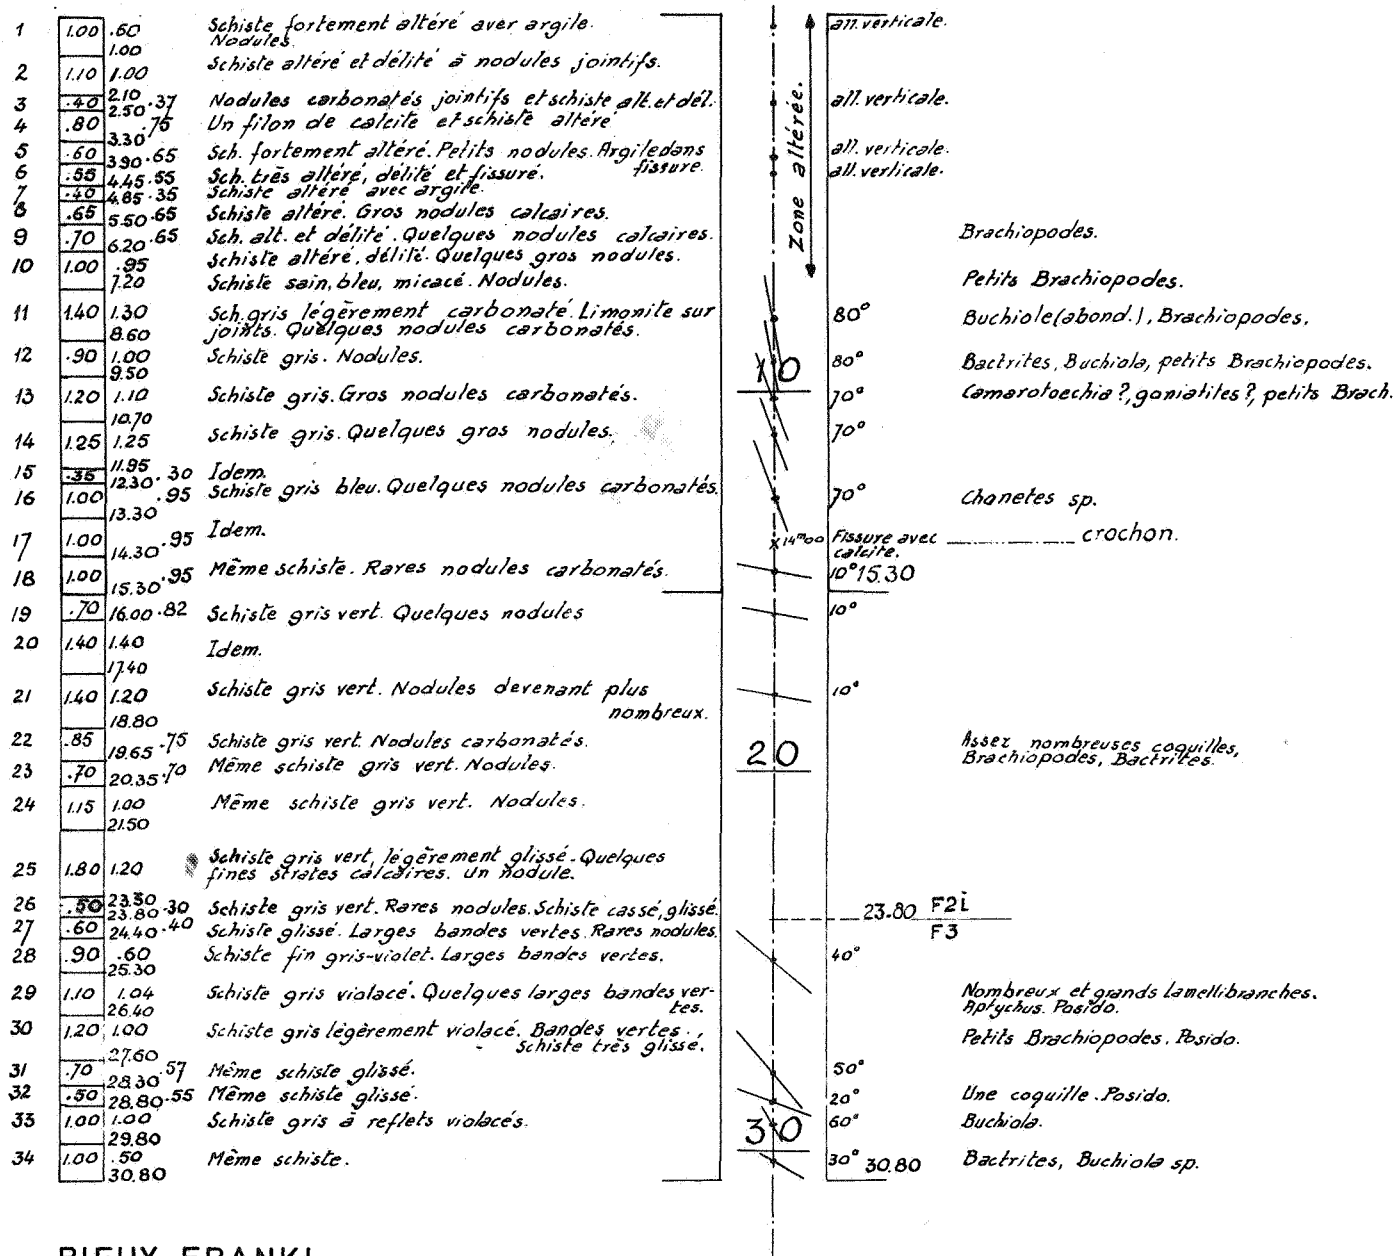 1 1.00 .60 Schiste fortement altéré aver argile. all. verticale.
1.00 Nodules.
2 1.10 1.00 Schiste altéré et délité à nodules jointifs.
2.10
3 .40 .37 Nodules carbonatés jointifs et schiste alt. et dél. all. verticale.
2.50
4 .80 .75 Un filon de calcite et schiste altéré
3.30
5 .60 .65 Sch. fortement altéré. Petits nodules. Argile dans all. verticale.
3.90 fissure.
6 .55 .55 Sch. très altéré, délité et fissuré. all. verticale.
4.45
7 .40 .35 Schiste altéré avec argile.
4.85
8 .65 .65 Schiste altéré. Gros nodules calcaires.
5.50
9 .70 .65 Sch. alt. et délité. Quelques nodules calcaires. Brachiopodes.
6.20
10 1.00 .95 Schiste altéré, délité. Quelques gros nodules.
7.20 Schiste sain, bleu, micacé. Nodules. Petits Brachiopodes.
Zone altérée.
11 1.40 1.30 Sch. gris légèrement carbonaté. Limonite sur 80° Buchiole (abond.), Brachiopodes.
8.60 joints. Quelques nodules carbonatés.
12 .90 1.00 Schiste gris. Nodules. 80° Bactrites, Buchiola, petits Brachiopodes.
9.50
10
13 1.20 1.10 Schiste gris. Gros nodules carbonatés. 70° Camarotoechia ?, goniatites ?, petits Brach.
10.70
14 1.25 1.25 Schiste gris. Quelques gros nodules. 70°
11.95
15 .35 .30 Idem.
12.30
16 1.00 .95 Schiste gris bleu. Quelques nodules carbonatés. 70° Chonetes sp.
13.30
17 1.00 .95 Idem. 14m00 Fissure avec crochon.
14.30 calcite.
18 1.00 .95 Même schiste. Rares nodules carbonatés. 10° 15.30
15.30
19 .70 16.00 .82 Schiste gris vert. Quelques nodules 10°
20 1.40 1.40 Idem.
17.40
21 1.40 1.20 Schiste gris vert. Nodules devenant plus 10°
18.80 nombreux.
22 .85 .75 Schiste gris vert. Nodules carbonatés. Assez nombreuses coquilles,
19.65 20 Brachiopodes, Bactrites.
23 .70 20.35 .70 Même schiste gris vert. Nodules.
24 1.15 1.00 Même schiste gris vert. Nodules.
21.50
25 1.80 1.20 Schiste gris vert, légèrement glissé. Quelques
fines strates calcaires. Un nodule.
23.30
26 .50 .30 Schiste gris vert. Rares nodules. Schiste cassé, glissé.
23.80 23.80 F2i
27 .60 24.40 .40 Schiste glissé. Larges bandes vertes. Rares nodules. F3
28 .90 .60 Schiste fin gris-violet. Larges bandes vertes. 40°
25.30
29 1.10 1.04 Schiste gris violacé. Quelques larges bandes ver- Nombreux et grands lamellibranches.
26.40 tes. Aptychus. Posido.
30 1.20 1.00 Schiste gris légèrement violacé. Bandes vertes. Petits Brachiopodes. Posido.
27.60 Schiste très glissé.
31 .70 .57 Même schiste glissé. 50°
28.30
32 .50 28.80 .55 Même schiste glissé. 20° Une coquille. Posido.
33 1.00 1.00 Schiste gris à reflets violacés. 60° Buchiola.
29.80 30
34 1.00 .50 Même schiste. 30° 30.80 Bactrites, Buchiola sp.
30.80
PIEUX FRANKI